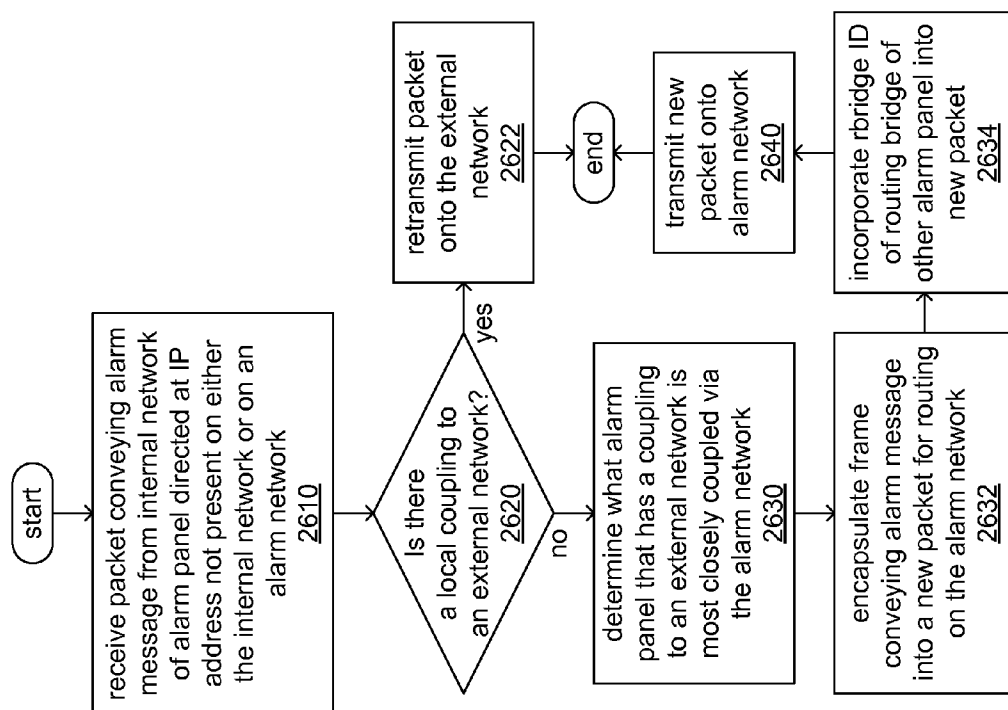 start
receive packet conveying alarm
message from internal network
of alarm panel directed at IP
address not present on either
the internal network or on an
alarm network
2610
Is there
a local coupling to
an external network?
2620
yes
no
retransmit packet
onto the external
network
2622
end
determine what alarm
panel that has a coupling
to an external network is
most closely coupled via
the alarm network
2630
encapsulate frame
conveying alarm message
into a new packet for routing
on the alarm network
2632
incorporate rbridge ID
of routing bridge of
other alarm panel into
new packet
2634
transmit new
packet onto
alarm network
2640